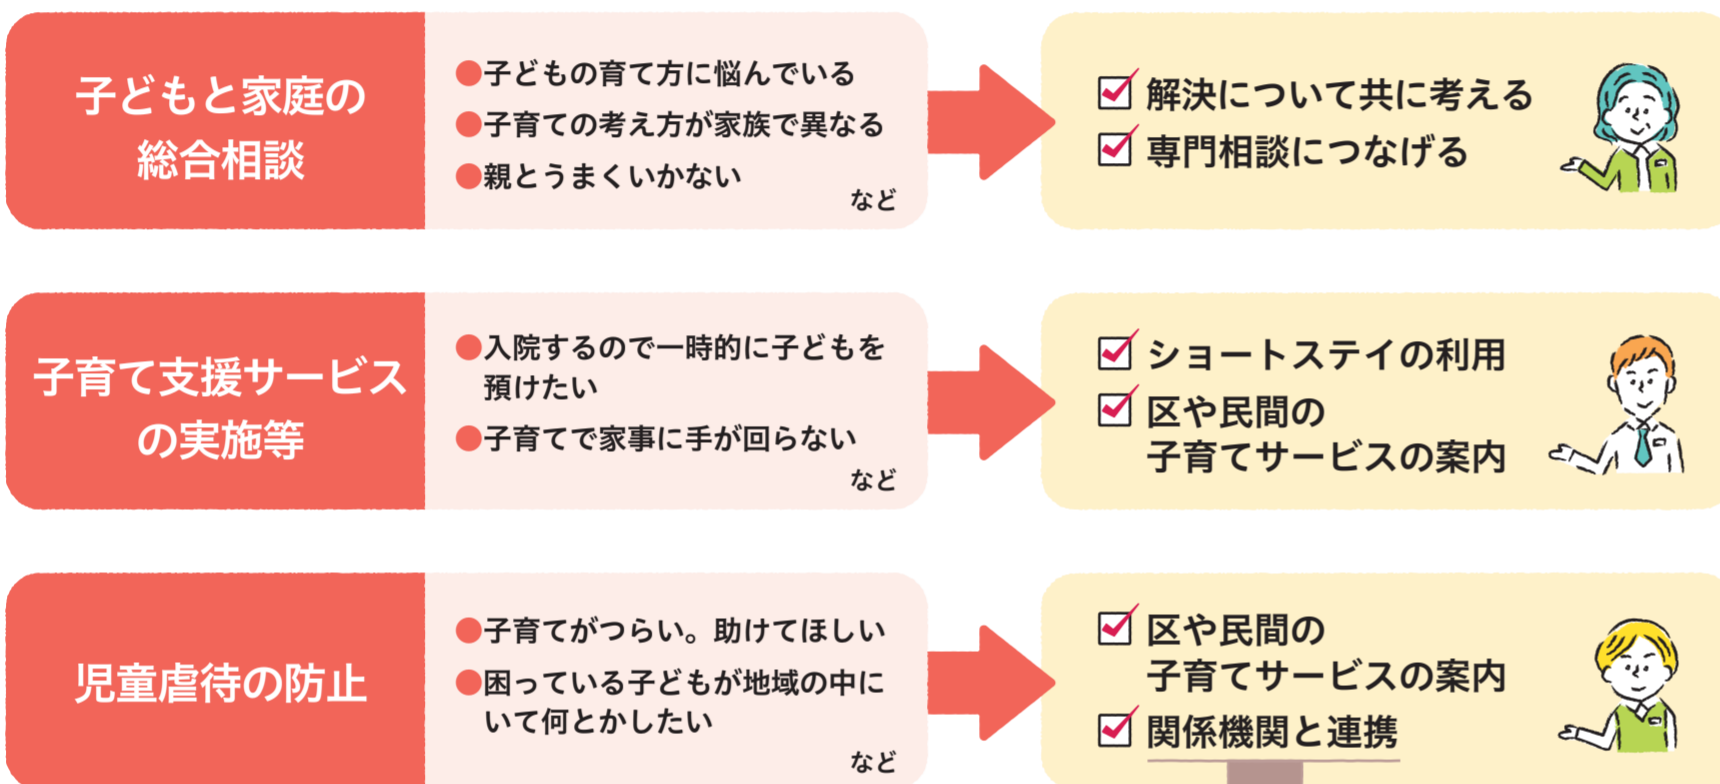 子どもと家庭の
総合相談
●子どもの育て方に悩んでいる
●子育ての考え方が家族で異なる
●親とうまくいかない
など
解決について共に考える
専門相談につなげる
子育て支援サービス
の実施等
●入院するので一時的に子どもを
預けたい
●子育てで家事に手が回らない
など
ショートステイの利用
区や民間の
子育てサービスの案内
児童虐待の防止
●子育てがつらい。助けてほしい
●困っている子どもが地域の中に
いて何とかしたい
など
区や民間の
子育てサービスの案内
関係機関と連携